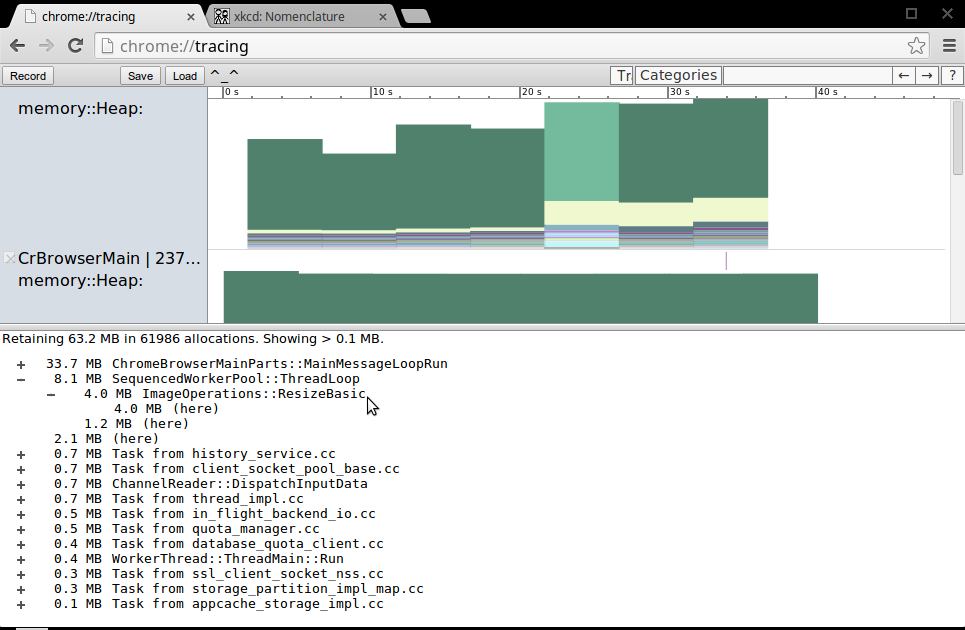 chrome://tracing
xkcd: Nomenclature
chrome://tracing
Record Save Load ^_^ Tr Categories ← → ?
0 s 10 s 20 s 30 s 40 s
memory::Heap:
CrBrowserMain | 237...
memory::Heap:
Retaining 63.2 MB in 61986 allocations. Showing > 0.1 MB.
+ 33.7 MB ChromeBrowserMainParts::MainMessageLoopRun
− 8.1 MB SequencedWorkerPool::ThreadLoop
− 4.0 MB ImageOperations::ResizeBasic
4.0 MB (here)
1.2 MB (here)
2.1 MB (here)
+ 0.7 MB Task from history_service.cc
+ 0.7 MB Task from client_socket_pool_base.cc
+ 0.7 MB ChannelReader::DispatchInputData
+ 0.7 MB Task from thread_impl.cc
+ 0.5 MB Task from in_flight_backend_io.cc
+ 0.5 MB Task from quota_manager.cc
+ 0.4 MB Task from database_quota_client.cc
+ 0.4 MB WorkerThread::ThreadMain::Run
+ 0.3 MB Task from ssl_client_socket_nss.cc
+ 0.3 MB Task from storage_partition_impl_map.cc
+ 0.1 MB Task from appcache_storage_impl.cc